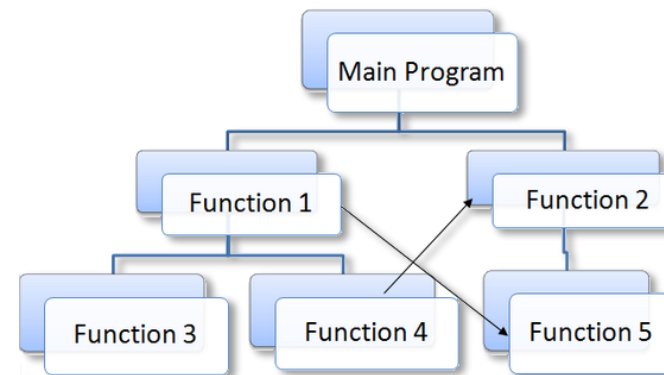 Main Program
Function 1
Function 2
Function 3
Function 4
Function 5